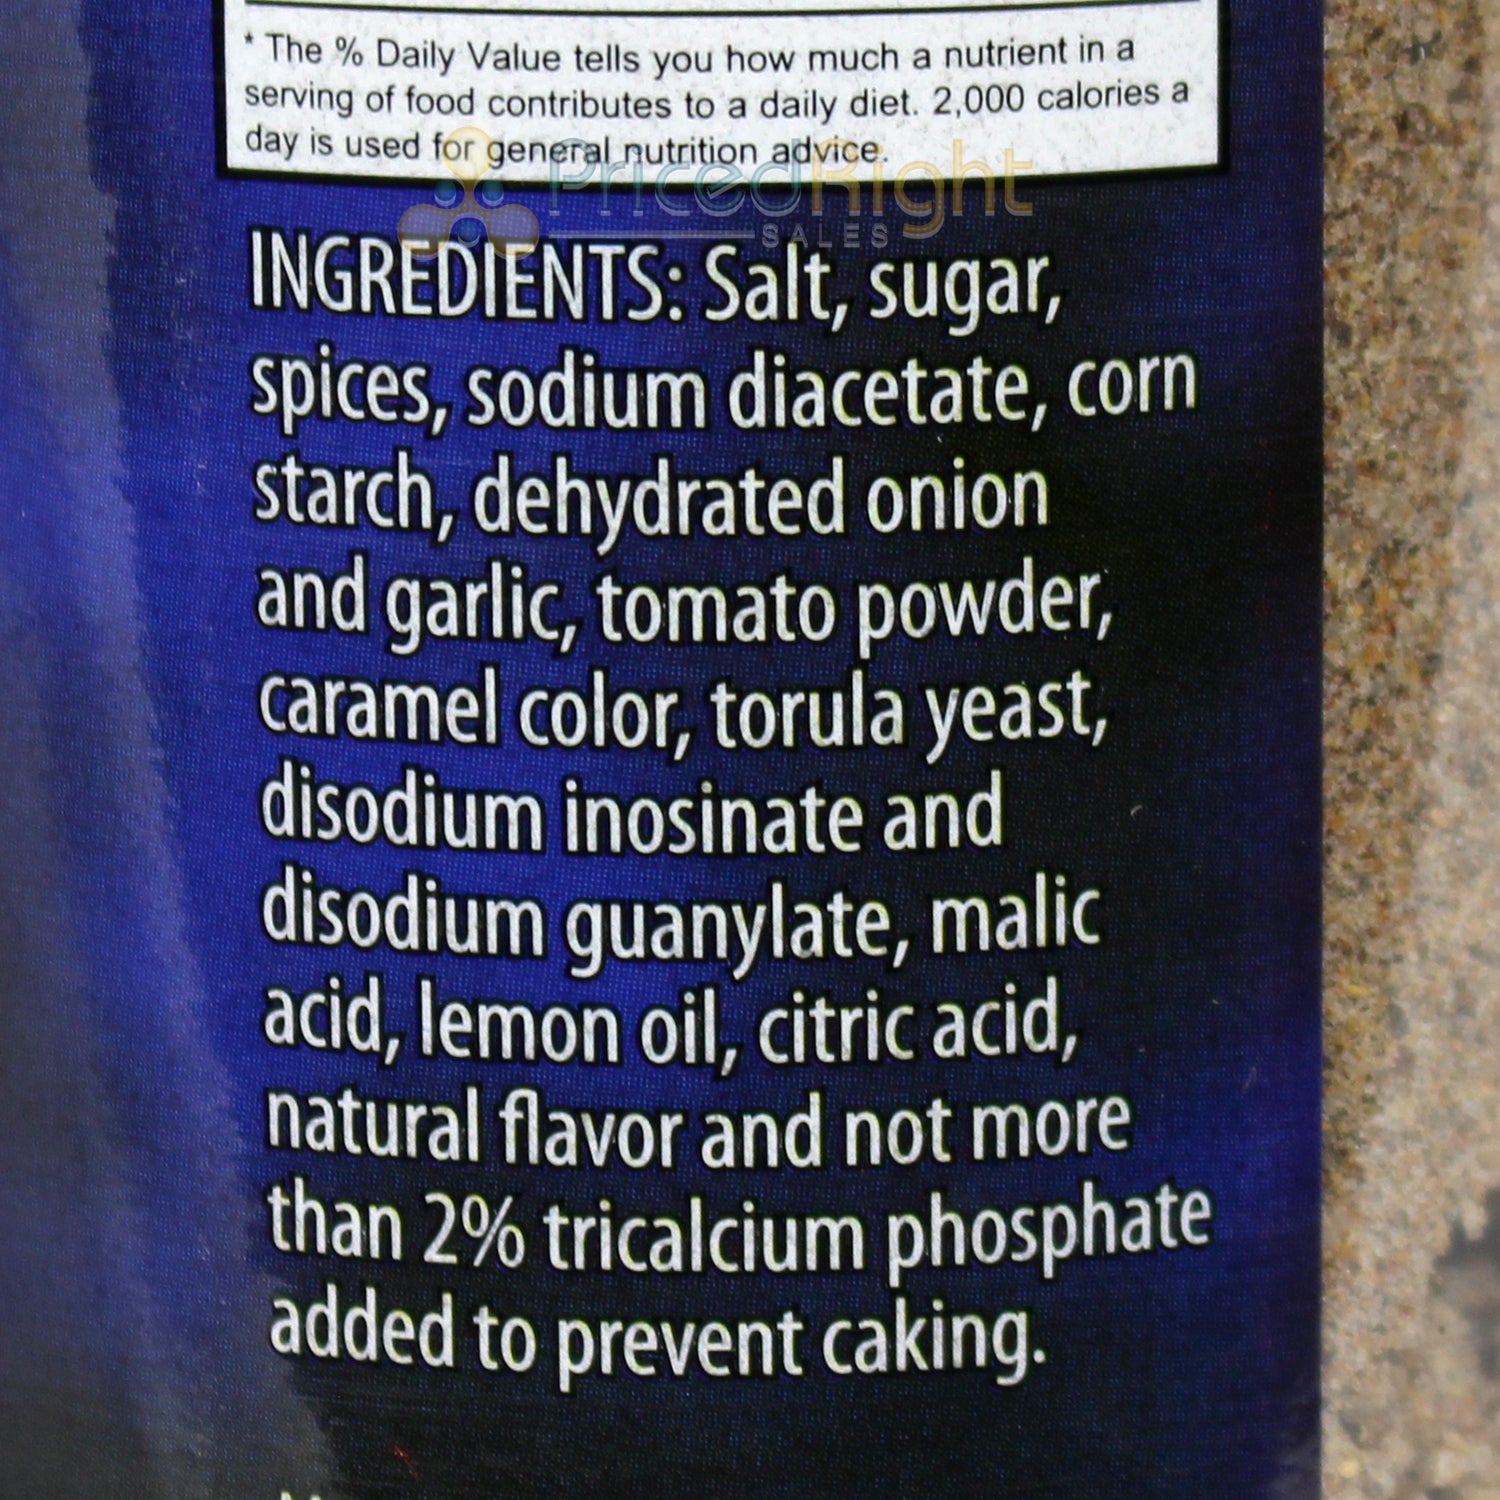 * The % Daily Value tells you how much a nutrient in a
serving of food contributes to a daily diet. 2,000 calories a
day is used for general nutrition advice.
PricedRight
SALES
INGREDIENTS: Salt, sugar,
spices, sodium diacetate, corn
starch, dehydrated onion
and garlic, tomato powder,
caramel color, torula yeast,
disodium inosinate and
disodium guanylate, malic
acid, lemon oil, citric acid,
natural flavor and not more
than 2% tricalcium phosphate
added to prevent caking.